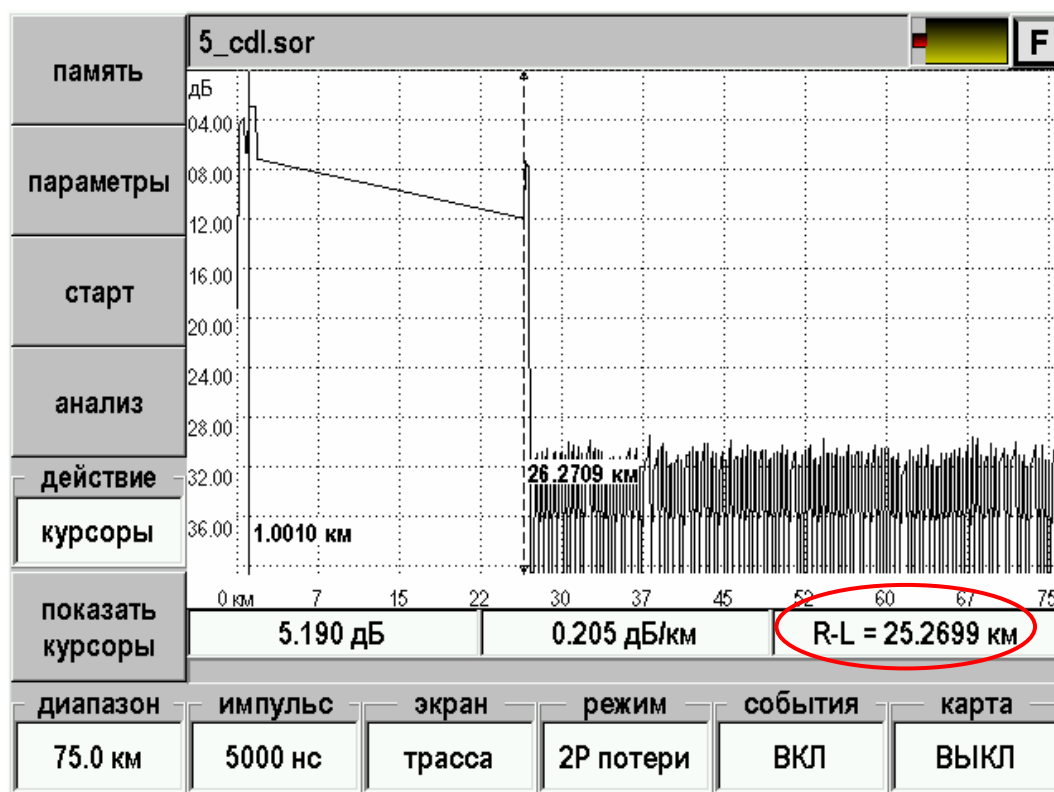 память
5_cdl.sor
F
параметры
старт
анализ
действие
курсоры
показать
курсоры
дБ
04.00
08.00
12.00
16.00
20.00
24.00
28.00
32.00
36.00
26.2709 км
1.0010 км
0 км 7 15 22 30 37 45 52 60 67 75
5.190 дБ 0.205 дБ/км R-L = 25.2699 км
диапазон импульс экран режим события карта
75.0 км 5000 нс трасса 2Р потери ВКЛ ВЫКЛ